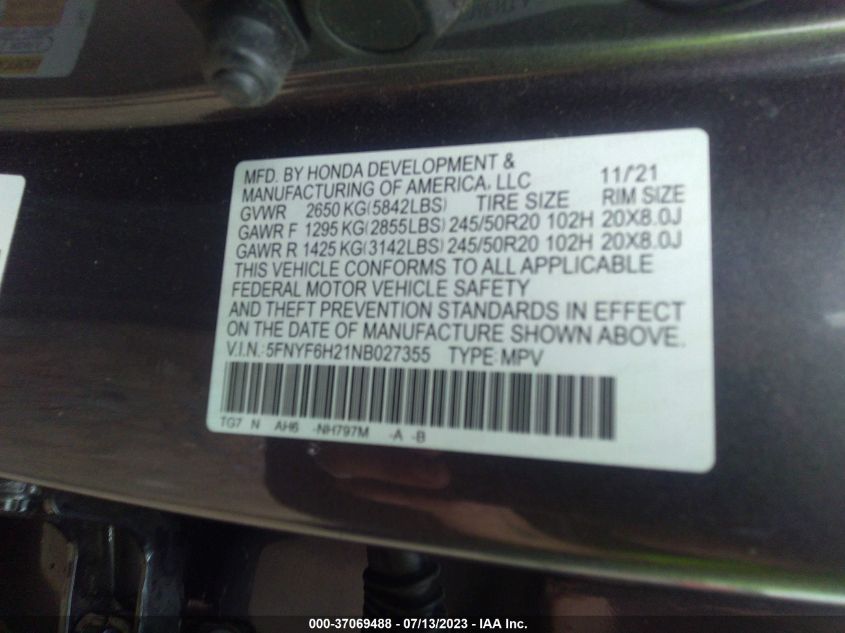 MFD. BY HONDA DEVELOPMENT & 11/21
MANUFACTURING OF AMERICA, LLC
GVWR 2650 KG(5842LBS) TIRE SIZE RIM SIZE
GAWR F 1295 KG(2855LBS) 245/50R20 102H 20X8.0J
GAWR R 1425 KG(3142LBS) 245/50R20 102H 20X8.0J
THIS VEHICLE CONFORMS TO ALL APPLICABLE
FEDERAL MOTOR VEHICLE SAFETY
AND THEFT PREVENTION STANDARDS IN EFFECT
ON THE DATE OF MANUFACTURE SHOWN ABOVE.
V.I.N.:5FNYF6H21NB027355 TYPE:MPV
TG7 N AH6 -NH797M -A -B
000-37069488 - 07/13/2023 - IAA Inc.